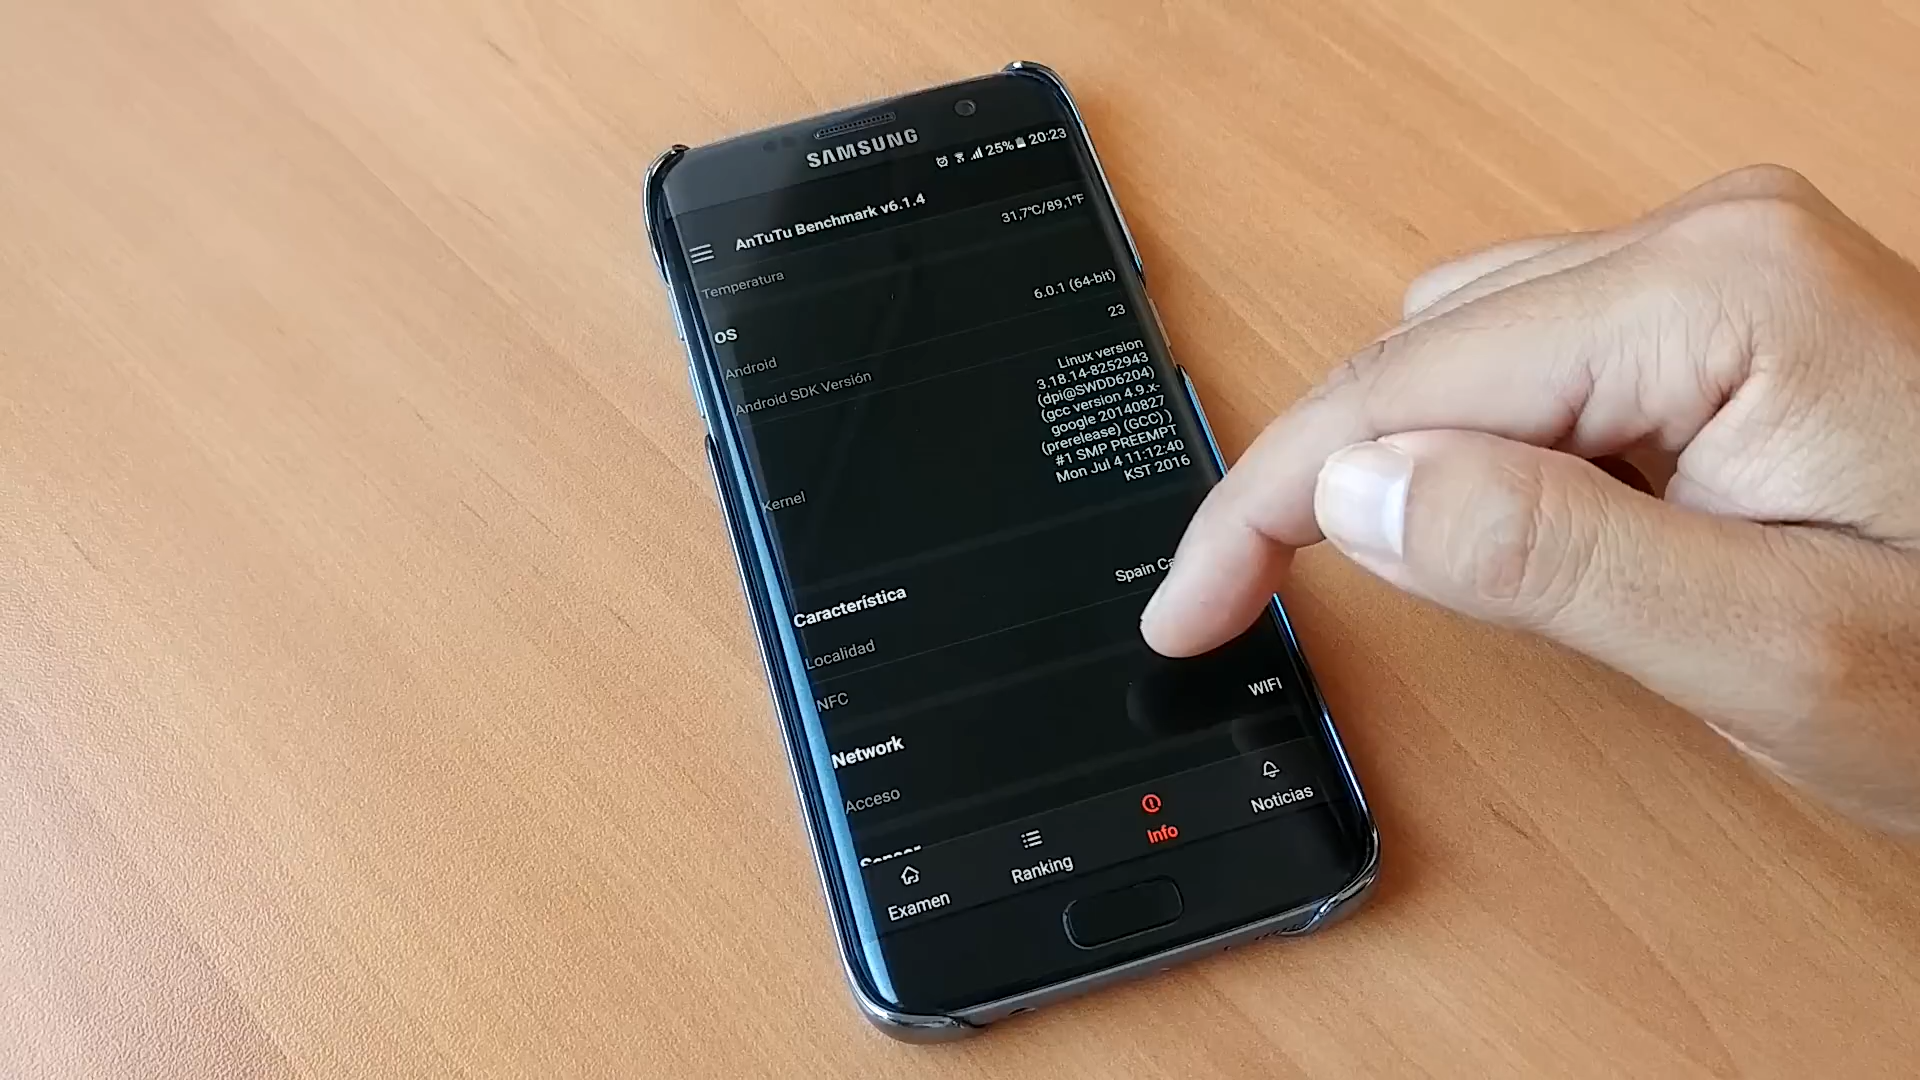 SAMSUNG
25% 20:23
AnTuTu Benchmark v6.1.4
Temperatura 31,7°C/89,1°F
OS
Android 6.0.1 (64-bit)
Android SDK Versión 23
Linux version
3.18.14-8252943
(dpi@SWDD6204)
(gcc version 4.9.x-
google 20140827
(prerelease) (GCC) )
#1 SMP PREEMPT
Mon Jul 4 11:12:40
KST 2016
Kernel
Característica
Localidad Spain
NFC
Network
Acceso WIFI
Examen
Ranking
Info
Noticias